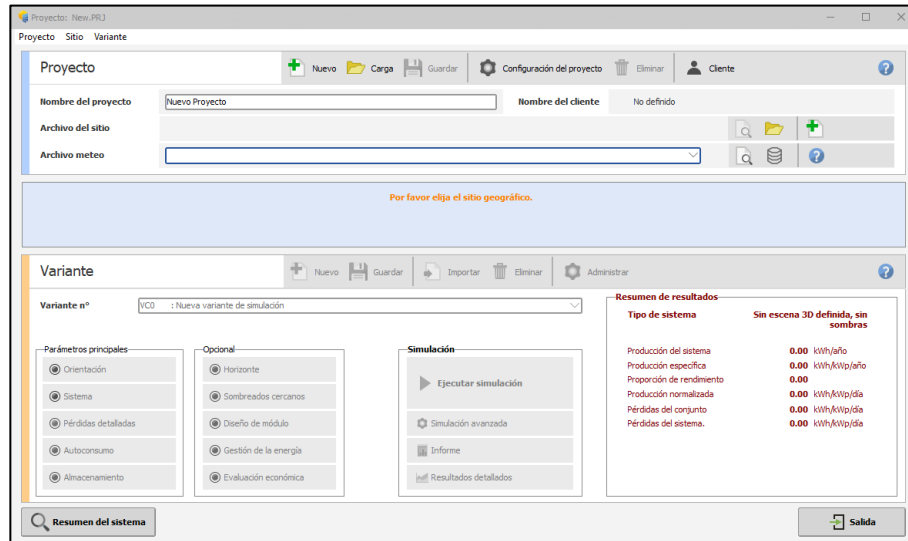 Proyecto: New.PRJ
Proyecto Sitio Variante
Proyecto
Nuevo Carga Guardar Configuración del proyecto Eliminar Cliente
Nombre del proyecto Nuevo Proyecto Nombre del cliente No definido
Archivo del sitio
Archivo meteo
Por favor elija el sitio geográfico.
Variante
Nuevo Guardar Importar Eliminar Administrar
Variante n° VC0 : Nueva variante de simulación
Parámetros principales
Orientación
Sistema
Pérdidas detalladas
Autoconsumo
Almacenamiento
Opcional
Horizonte
Sombreados cercanos
Diseño de módulo
Gestión de la energía
Evaluación económica
Simulación
Ejecutar simulación
Simulación avanzada
Informe
Resultados detallados
Resumen de resultados
Tipo de sistema Sin escena 3D definida, sin
sombras
Producción del sistema 0.00 kWh/año
Producción específica 0.00 kWh/kWp/año
Proporción de rendimiento 0.00
Producción normalizada 0.00 kWh/kWp/día
Pérdidas del conjunto 0.00 kWh/kWp/día
Pérdidas del sistema. 0.00 kWh/kWp/día
Resumen del sistema
Salida